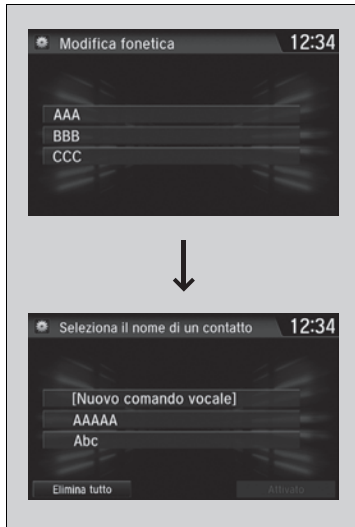 Modifica fonetica 12:34
AAA
BBB
CCC
Seleziona il nome di un contatto 12:34
[Nuovo comando vocale]
AAAAA
Abc
Elimina tutto Attivato